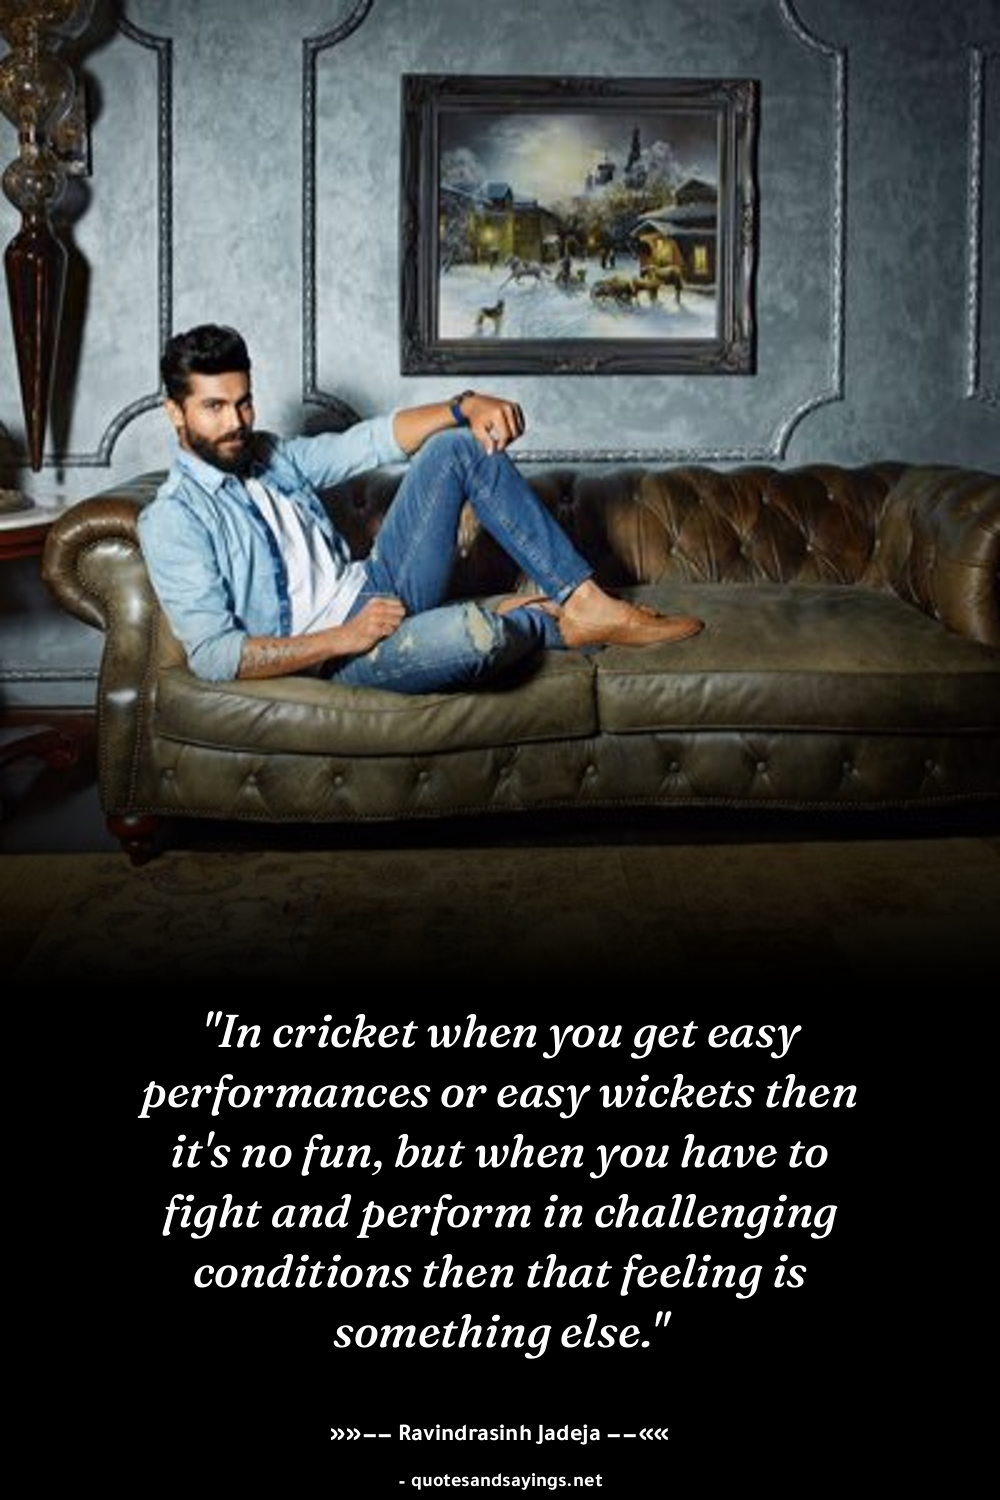 "In cricket when you get easy
performances or easy wickets then
it's no fun, but when you have to
fight and perform in challenging
conditions then that feeling is
something else."
»»−− Ravindrasinh Jadeja −−««
- quotesandsayings.net